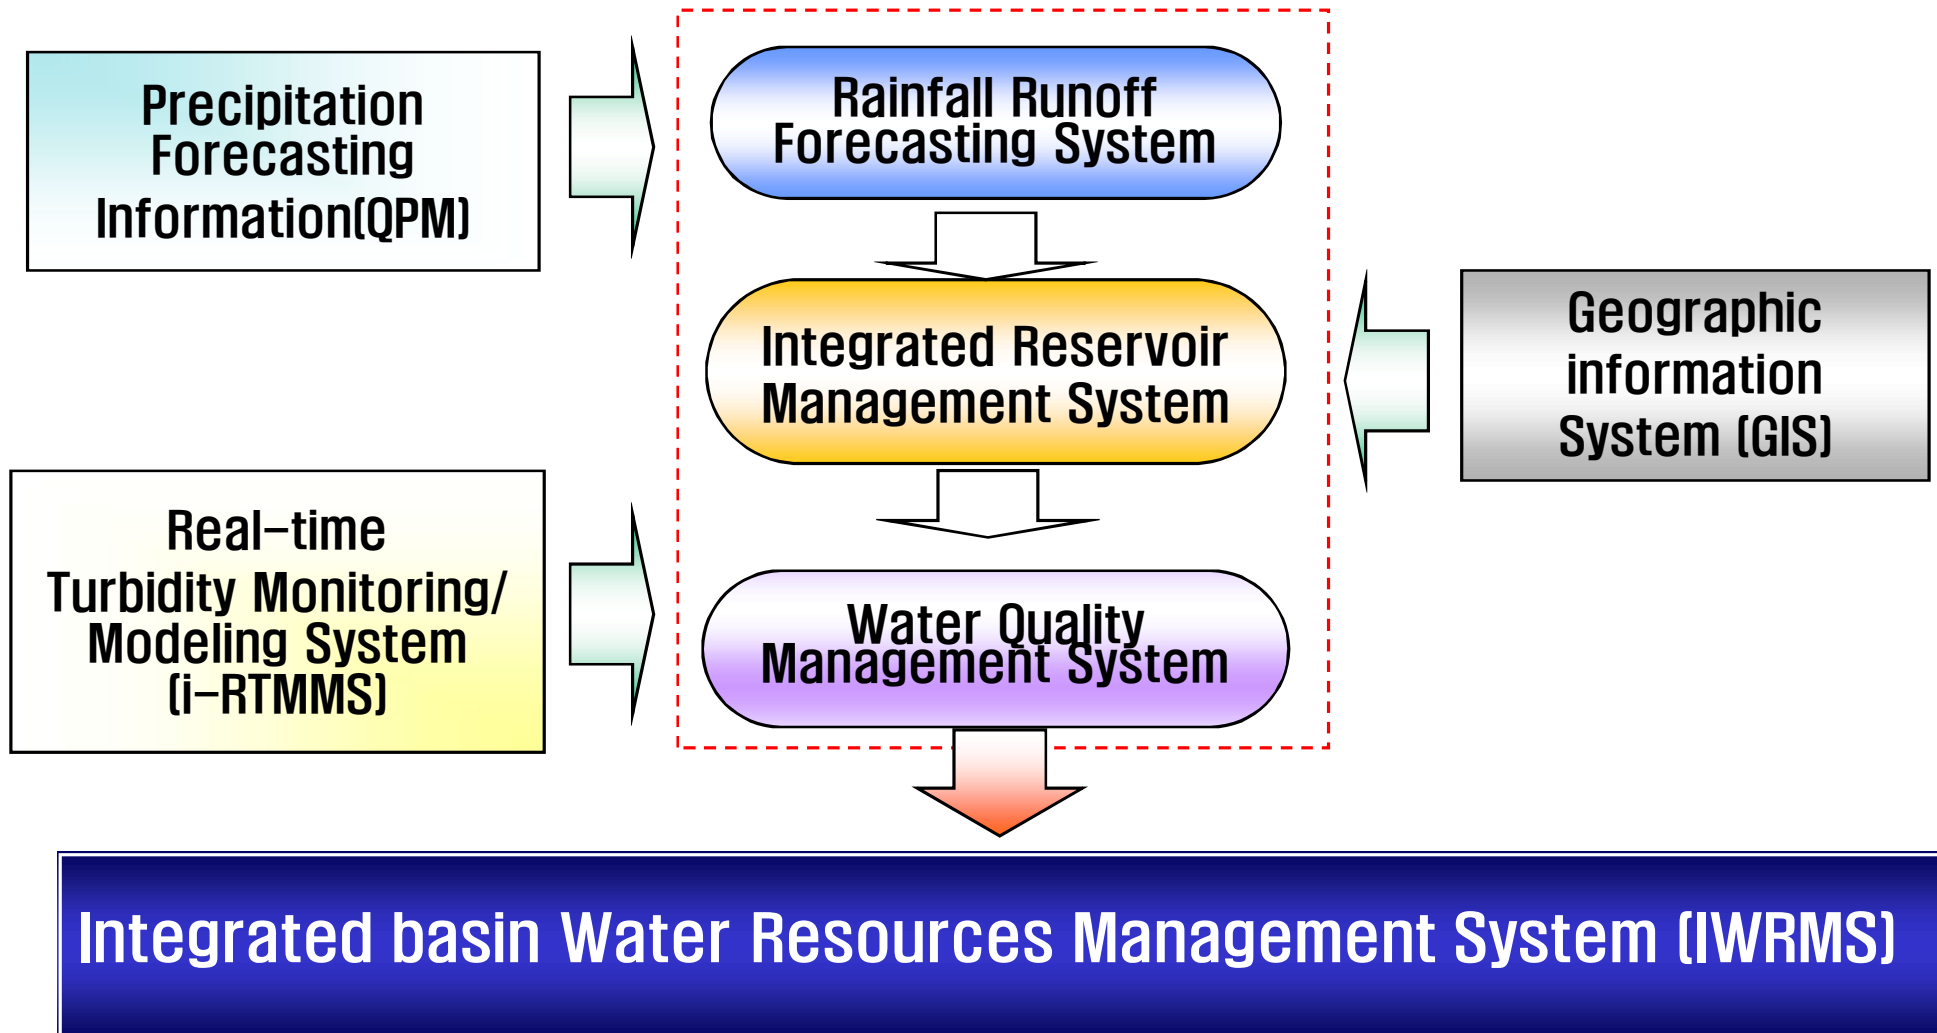 Precipitation
Forecasting
Information(QPM)
Rainfall Runoff
Forecasting System
Integrated Reservoir
Management System
Geographic
information
System (GIS)
Real-time
Turbidity Monitoring/
Modeling System
(i-RTMMS)
Water Quality
Management System
Integrated basin Water Resources Management System (IWRMS)